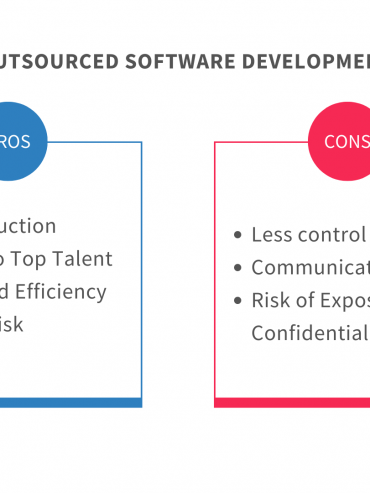 UTSOURCED SOFTWARE DEVELOPME
ROS
CONS
uction
o Top Talent
d Efficiency
isk
• Less control
• Communicat
• Risk of Expos
Confidential